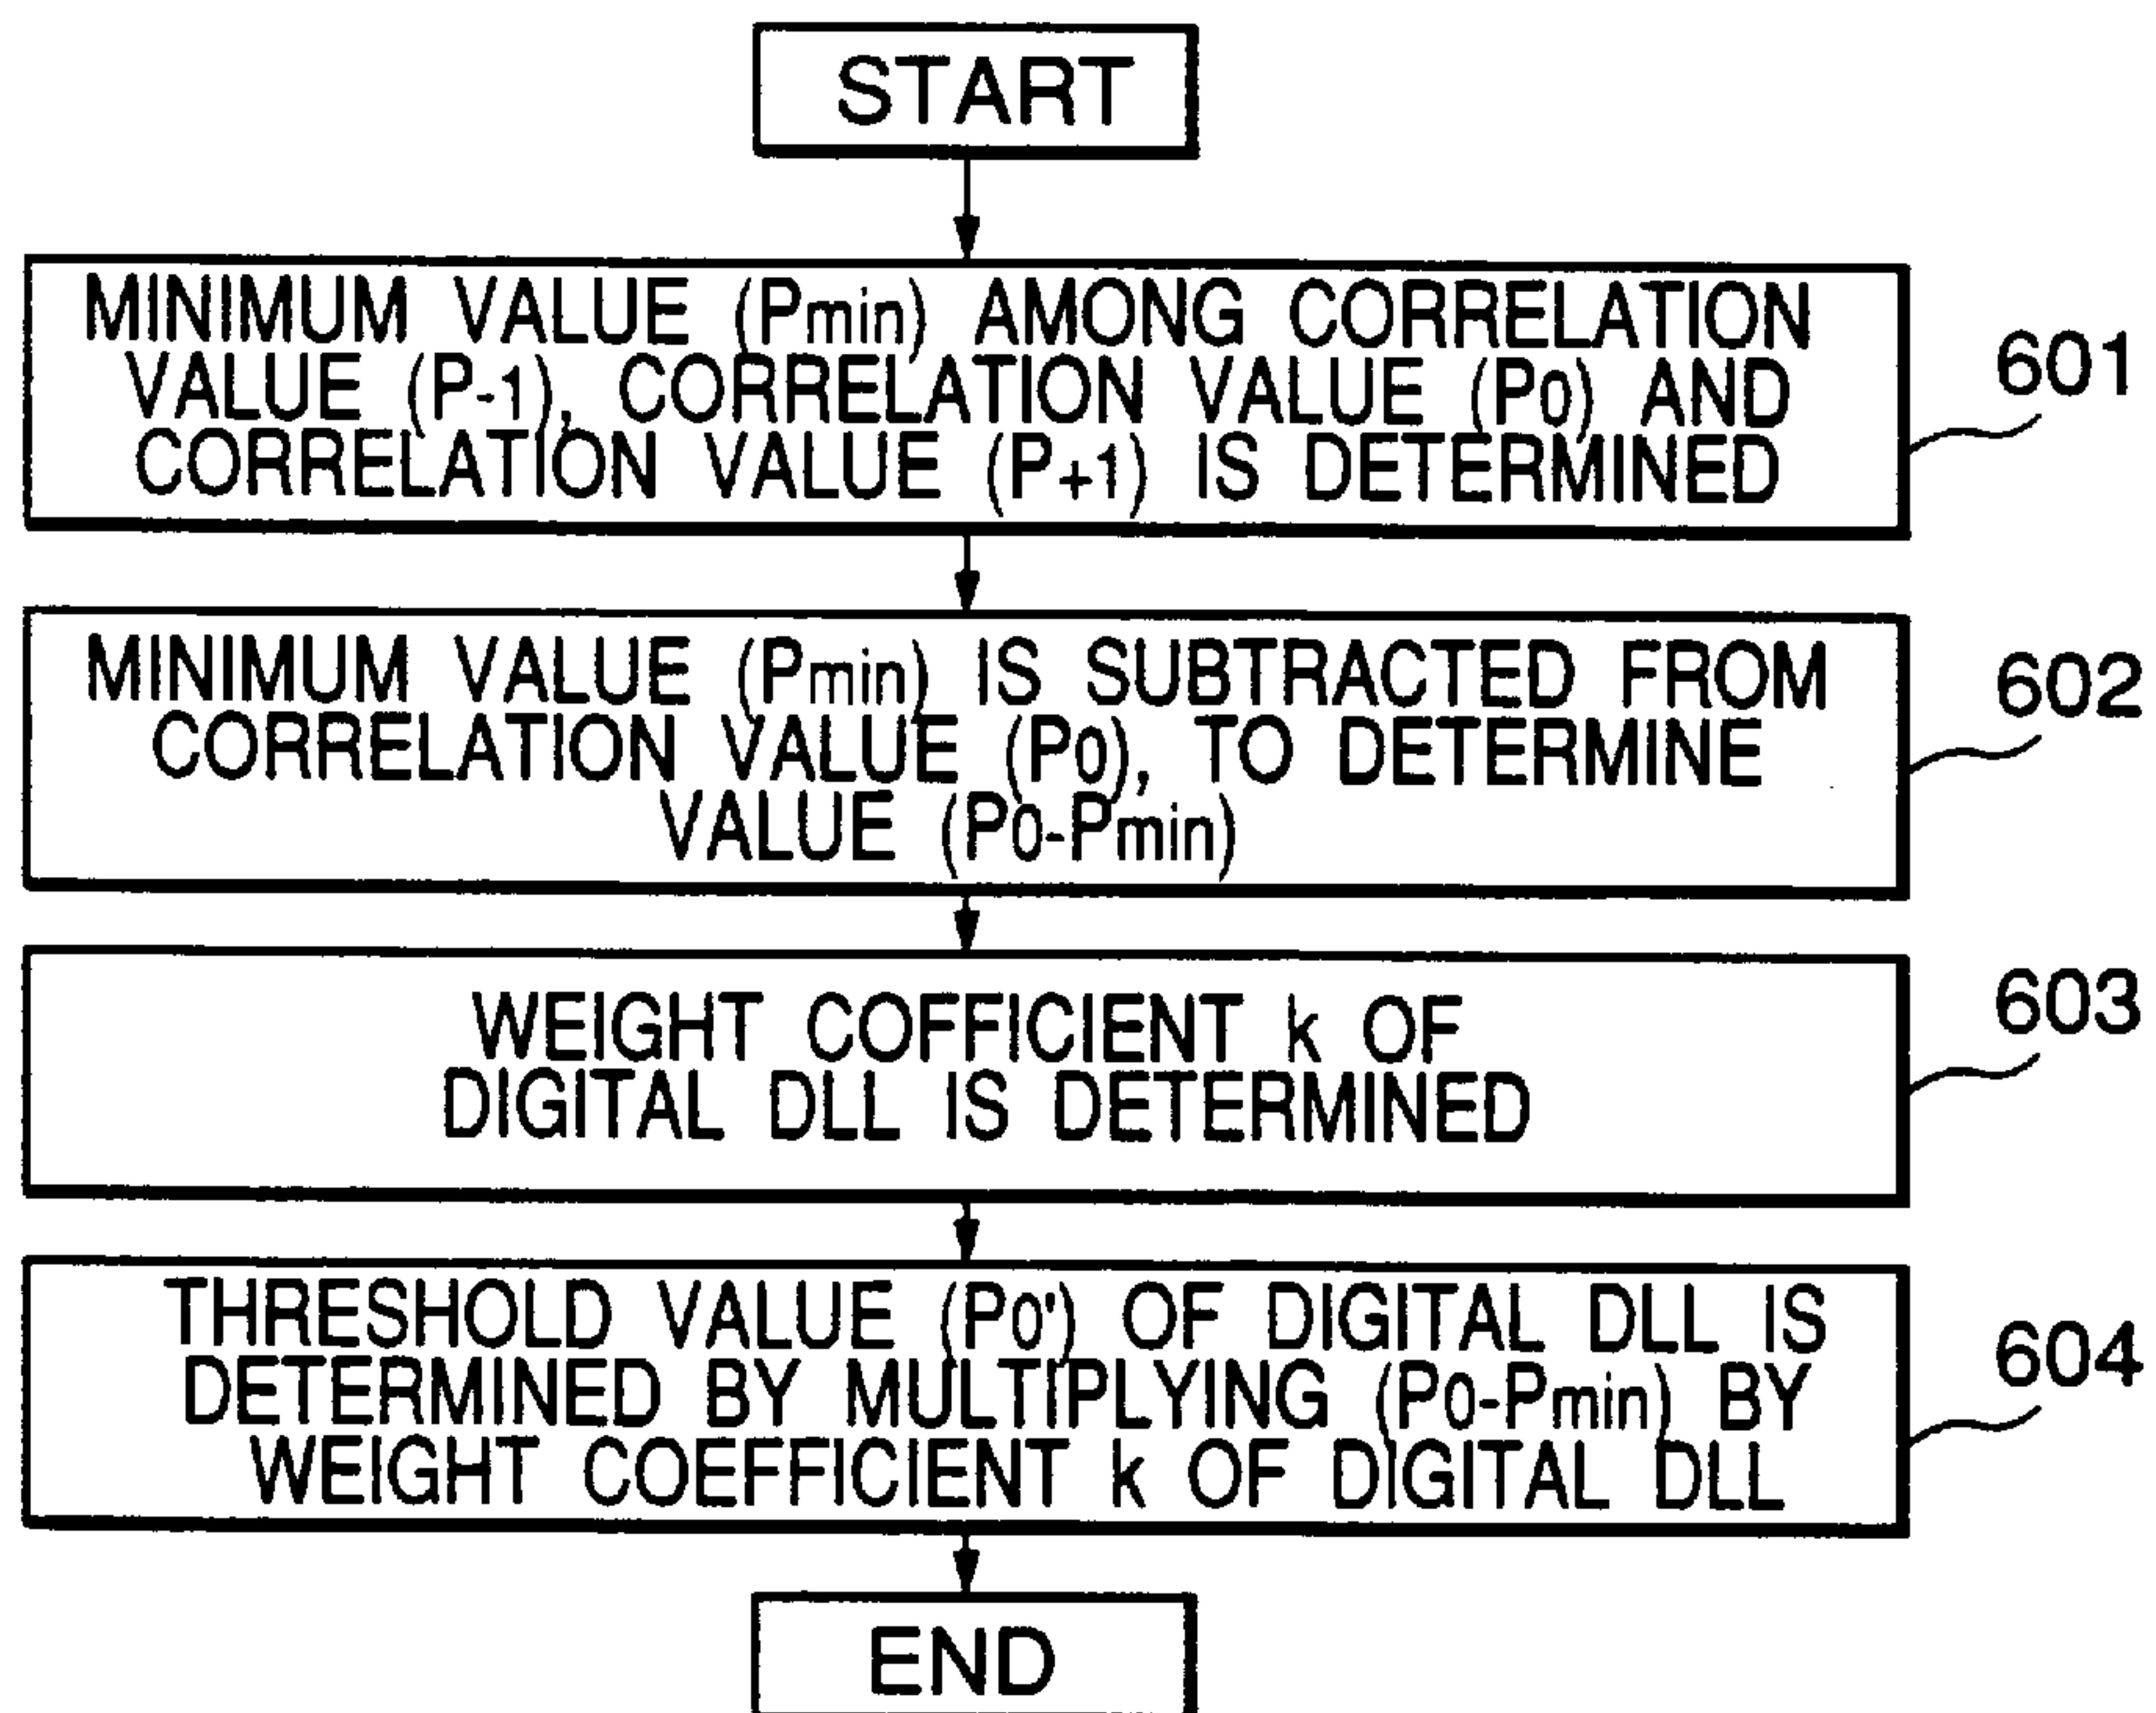 START
MINIMUM VALUE (Pmin) AMONG CORRELATION
VALUE (P-1), CORRELATION VALUE (P0) AND
CORRELATION VALUE (P+1) IS DETERMINED
601
MINIMUM VALUE (Pmin) IS SUBTRACTED FROM
CORRELATION VALUE (P0), TO DETERMINE
VALUE (P0-Pmin)
602
WEIGHT COFFICIENT k OF
DIGITAL DLL IS DETERMINED
603
THRESHOLD VALUE (P0') OF DIGITAL DLL IS
DETERMINED BY MULTIPLYING (P0-Pmin) BY
WEIGHT COEFFICIENT k OF DIGITAL DLL
604
END